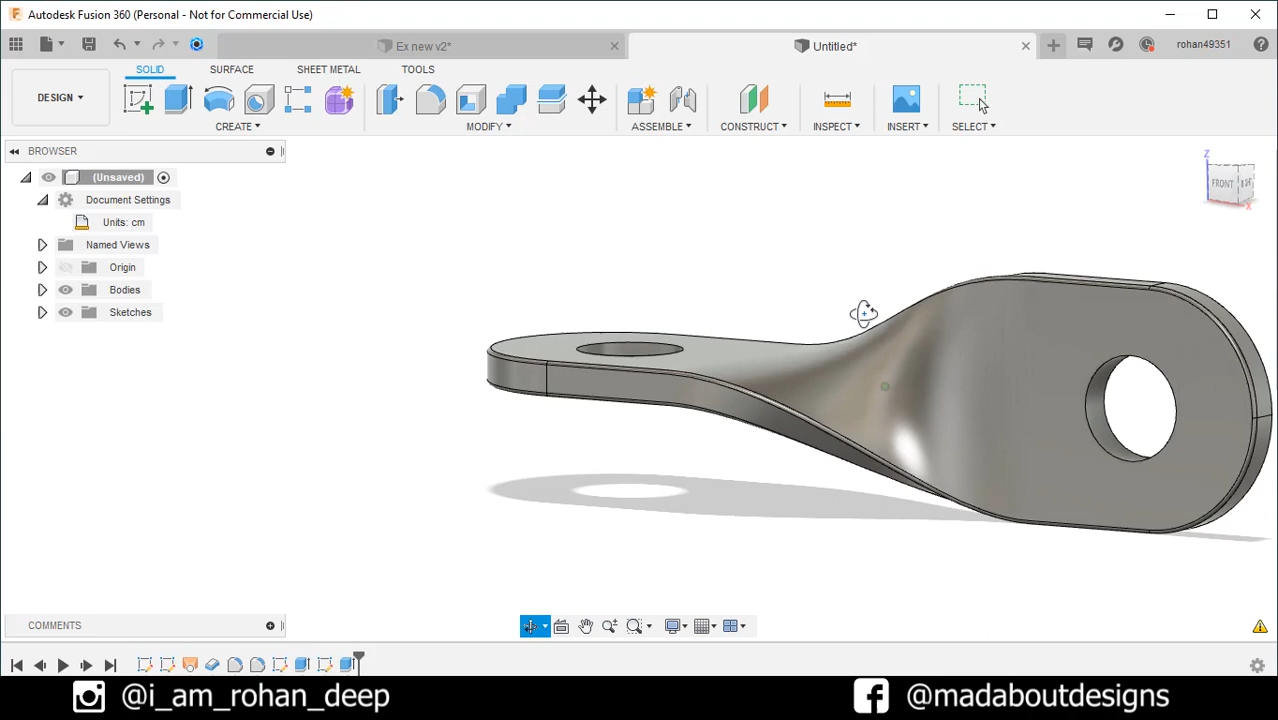 Autodesk Fusion 360 (Personal - Not for Commercial Use)
Ex new v2*
Untitled*
rohan49351
DESIGN
SOLID
SURFACE
SHEET METAL
TOOLS
CREATE
MODIFY
ASSEMBLE
CONSTRUCT
INSPECT
INSERT
SELECT
BROWSER
(Unsaved)
Document Settings
Units: cm
Named Views
Origin
Bodies
Sketches
Z
FRONT
X
COMMENTS
@i_am_rohan_deep
@madaboutdesigns